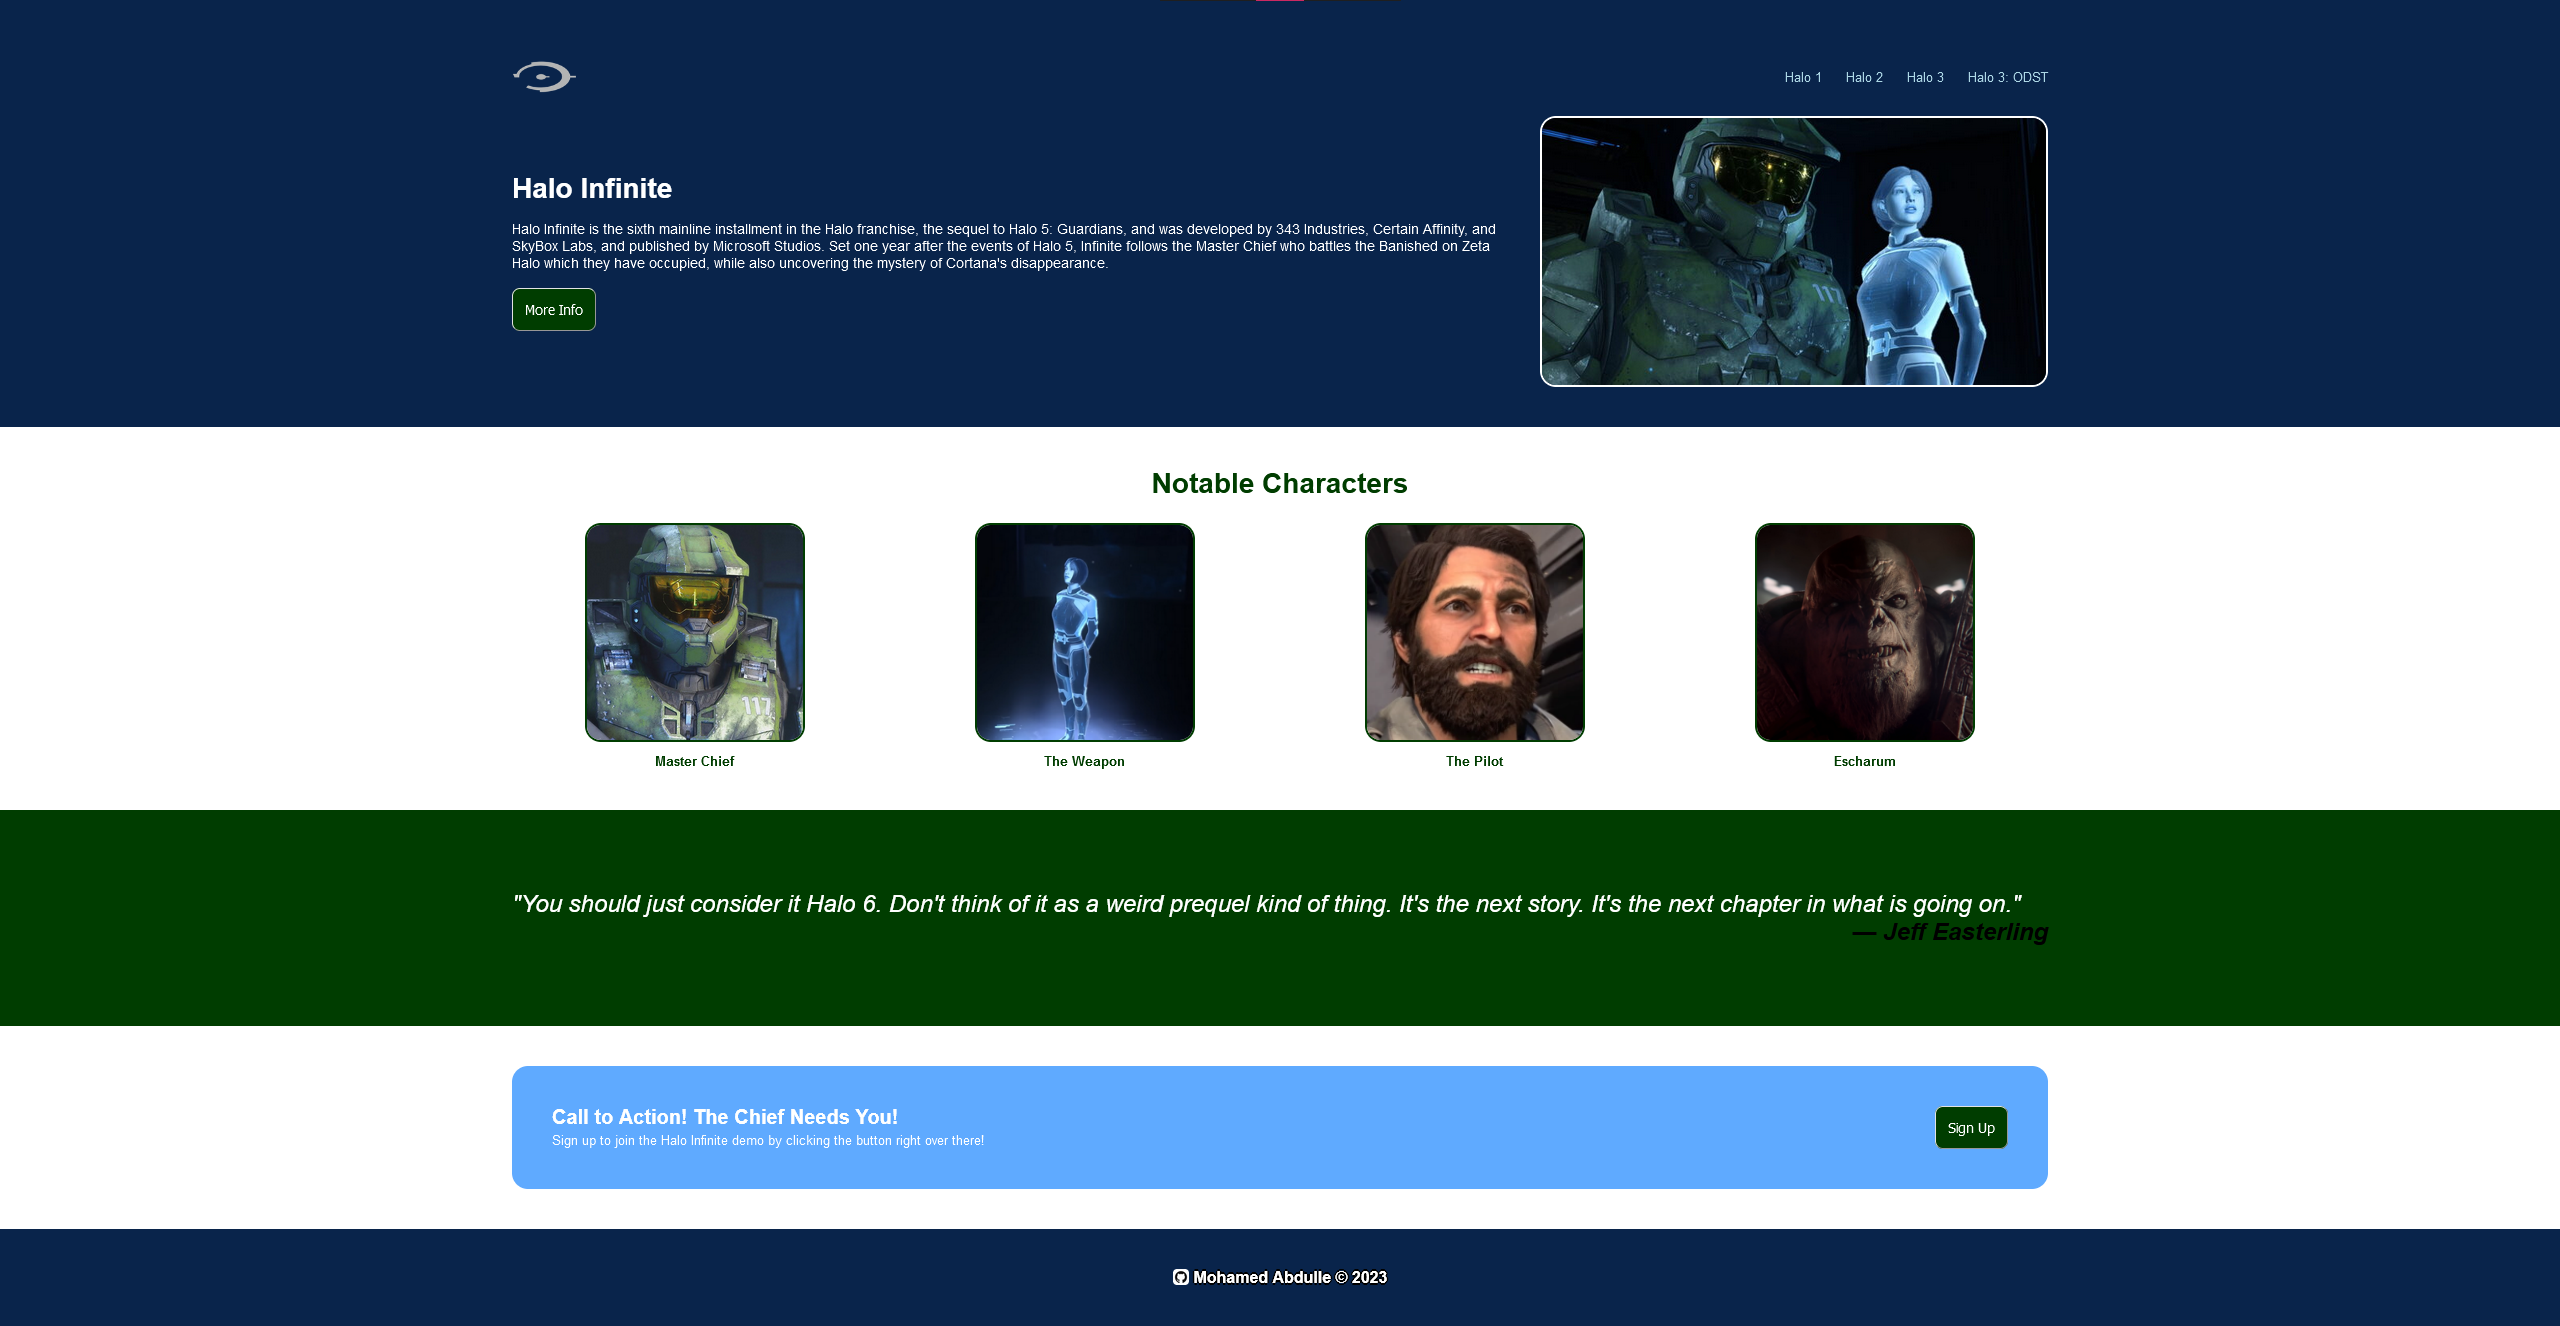 Halo 1 Halo 2 Halo 3 Halo 3: ODST
Halo Infinite
Halo Infinite is the sixth mainline installment in the Halo franchise, the sequel to Halo 5: Guardians, and was developed by 343 Industries, Certain Affinity, and
SkyBox Labs, and published by Microsoft Studios. Set one year after the events of Halo 5, Infinite follows the Master Chief who battles the Banished on Zeta
Halo which they have occupied, while also uncovering the mystery of Cortana's disappearance.
More Info
117
Notable Characters
117
Master Chief The Weapon The Pilot Escharum
"You should just consider it Halo 6. Don't think of it as a weird prequel kind of thing. It's the next story. It's the next chapter in what is going on."
— Jeff Easterling
Call to Action! The Chief Needs You!
Sign up to join the Halo Infinite demo by clicking the button right over there!
Sign Up
Mohamed Abdulle © 2023